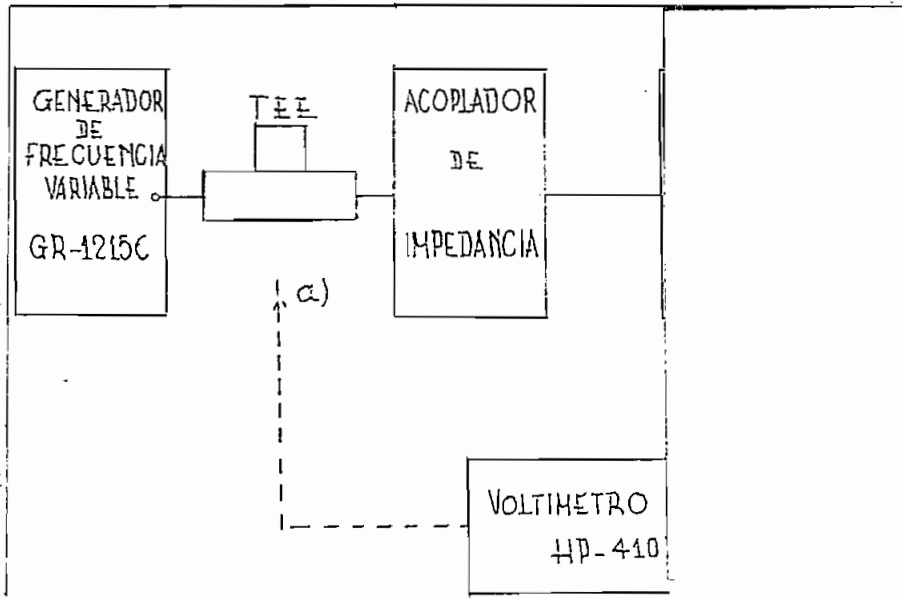 GENERADOR
DE
FRECUENCIA
VARIABLE
GR-1215C
TEE
ACOPLADOR
DE
IMPEDANCIA
a)
VOLTIMETRO
HP-410